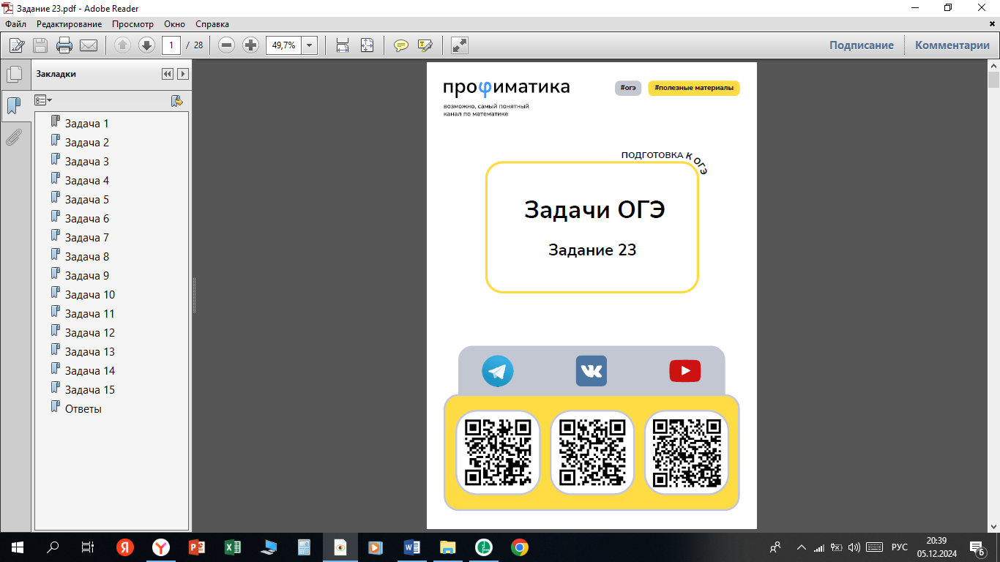 Задание 23.pdf - Adobe Reader
Файл Редактирование Просмотр Окно Справка
1 / 28 49,7% Подписание Комментарии
Закладки
Задача 1
Задача 2
Задача 3
Задача 4
Задача 5
Задача 6
Задача 7
Задача 8
Задача 9
Задача 10
Задача 11
Задача 12
Задача 13
Задача 14
Задача 15
Ответы
профиматика
#огэ #полезные материалы
возможно, самый понятный
канал по математике
ПОДГОТОВКА К ОГЭ
Задачи ОГЭ
Задание 23
РУС
20:39
05.12.2024
6